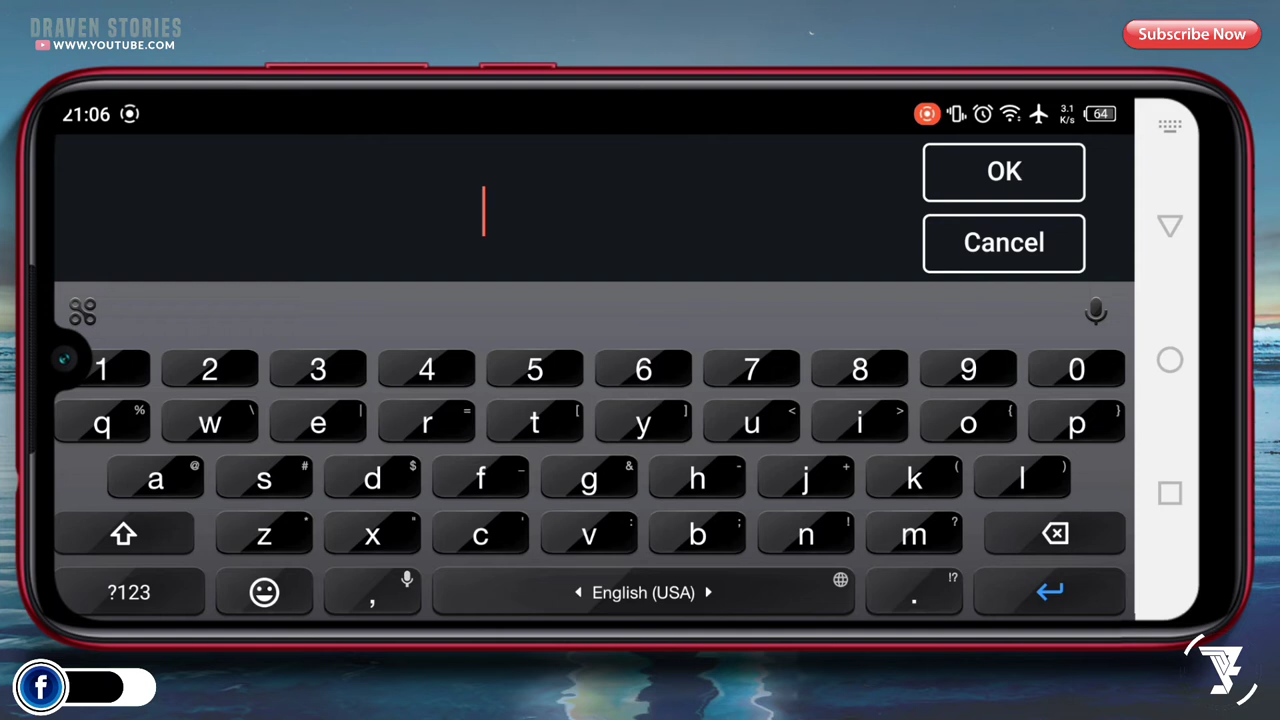 DRAVEN STORIES
WWW.YOUTUBE.COM
Subscribe Now
21:06
3.1
K/s
64
OK
Cancel
1 2 3 4 5 6 7 8 9 0
q % w \ e | r = t [ y ] u < i > o { p }
a @ s # d $ f _ g & h - j + k ( l )
z * x " c ' v : b ; n ! m ?
?123 , English (USA) . !?
f